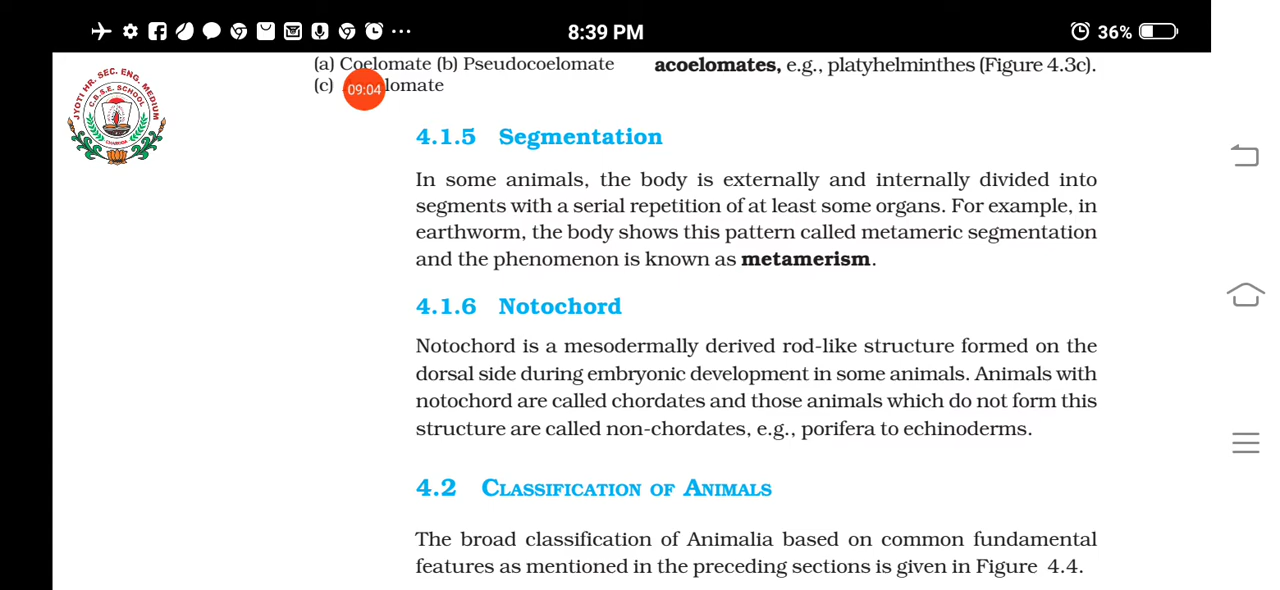 8:39 PM
36%
(a) Coelomate (b) Pseudocoelomate
acoelomates, e.g., platyhelminthes (Figure 4.3c).
(c) lomate
09:04
JYOTI HR. SEC. ENG. MEDIUM
C.B.S.E. SCHOOL
4.1.5 Segmentation
In some animals, the body is externally and internally divided into
segments with a serial repetition of at least some organs. For example, in
earthworm, the body shows this pattern called metameric segmentation
and the phenomenon is known as metamerism.
4.1.6 Notochord
Notochord is a mesodermally derived rod-like structure formed on the
dorsal side during embryonic development in some animals. Animals with
notochord are called chordates and those animals which do not form this
structure are called non-chordates, e.g., porifera to echinoderms.
4.2 CLASSIFICATION OF ANIMALS
The broad classification of Animalia based on common fundamental
features as mentioned in the preceding sections is given in Figure 4.4.